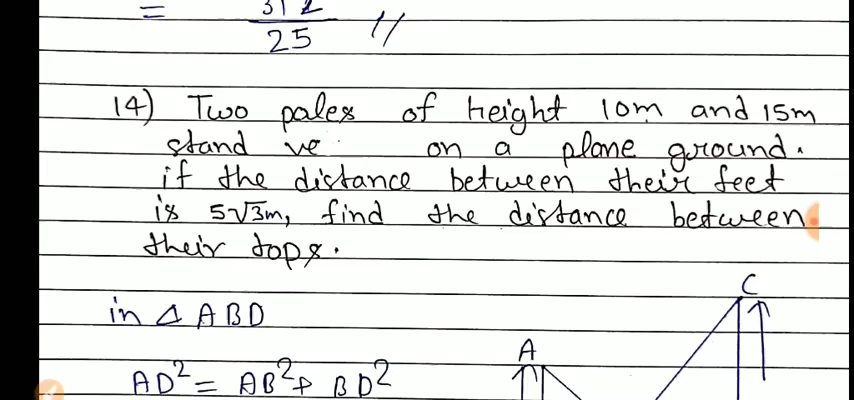 =
25 //
14) Two poles of height 10m and 15m
stand ve on a plane ground.
if the distance between their feet
is 5√3m, find the distance between
their tops.
in △ ABD
C
A
AD² = AB² + BD²